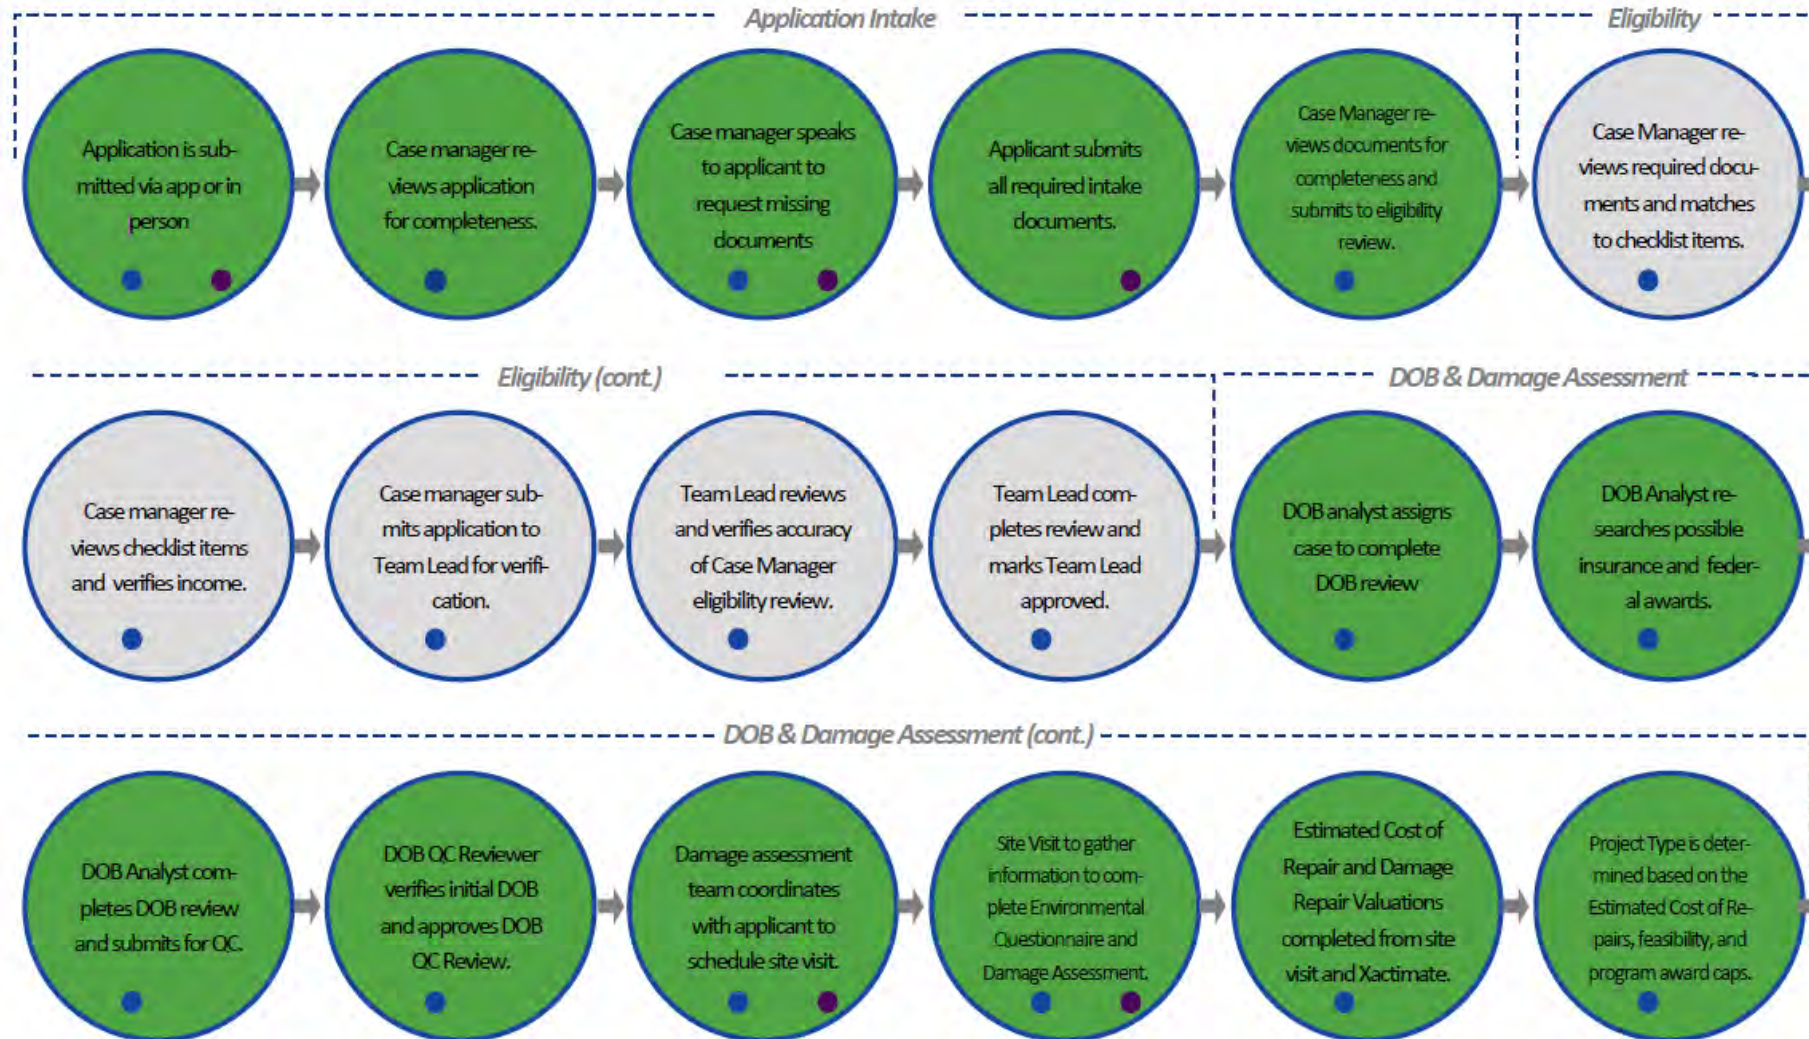 Application Intake
Eligibility
Application is sub-
mitted via app or in
person
Case manager re-
views application
for completeness.
Case manager speaks
to applicant to
request missing
documents
Applicant submits
all required intake
documents.
Case Manager re-
views documents for
completeness and
submits to eligibility
review.
Case Manager re-
views required docu-
ments and matches
to checklist items.
Eligibility (cont.)
DOB & Damage Assessment
Case manager re-
views checklist items
and verifies income.
Case manager sub-
mits application to
Team Lead for verifi-
cation.
Team Lead reviews
and verifies accuracy
of Case Manager
eligibility review.
Team Lead com-
pletes review and
marks Team Lead
approved.
DOB analyst assigns
case to complete
DOB review
DOB Analyst re-
searches possible
insurance and feder-
al awards.
DOB & Damage Assessment (cont.)
DOB Analyst com-
pletes DOB review
and submits for QC.
DOB QC Reviewer
verifies initial DOB
and approves DOB
QC Review.
Damage assessment
team coordinates
with applicant to
schedule site visit.
Site Visit to gather
information to com-
plete Environmental
Questionnaire and
Damage Assessment.
Estimated Cost of
Repair and Damage
Repair Valuations
completed from site
visit and Xactimate.
Project Type is deter-
mined based on the
Estimated Cost of Re-
pairs, feasibility, and
program award caps.